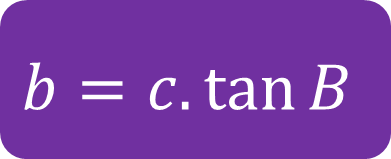 b = c. tan B